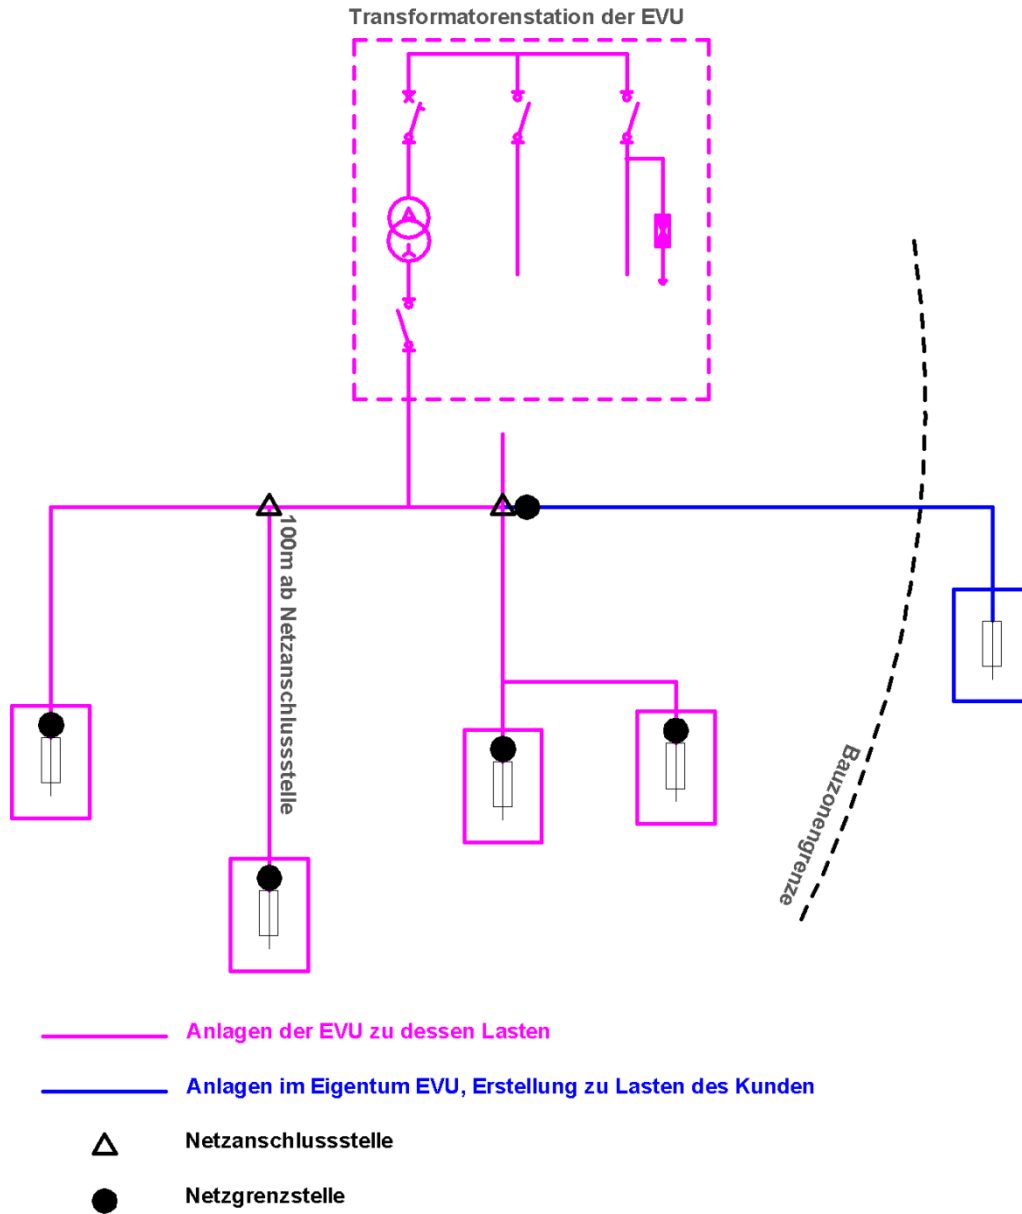 Transformatorenstation der EVU
100m ab Netzanschlussstelle
Bauzonengrenze
Anlagen der EVU zu dessen Lasten
Anlagen im Eigentum EVU, Erstellung zu Lasten des Kunden
Netzanschlussstelle
Netzgrenzstelle